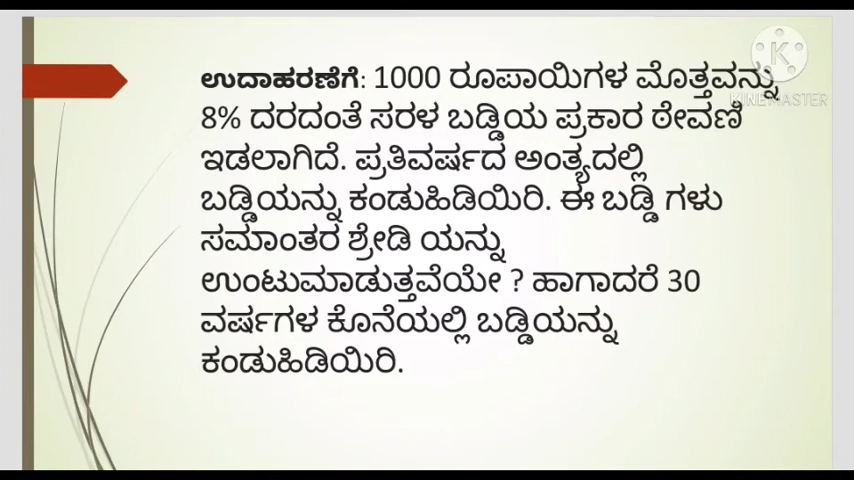 ಉದಾಹರಣೆಗೆ: 1000 ರೂಪಾಯಿಗಳ ಮೊತ್ತವನ್ನು
8% ದರದಂತೆ ಸರಳ ಬಡ್ಡಿಯ ಪ್ರಕಾರ ಠೇವಣಿ
ಇಡಲಾಗಿದೆ. ಪ್ರತಿವರ್ಷದ ಅಂತ್ಯದಲ್ಲಿ
ಬಡ್ಡಿಯನ್ನು ಕಂಡುಹಿಡಿಯಿರಿ. ಈ ಬಡ್ಡಿ ಗಳು
ಸಮಾಂತರ ಶ್ರೇಡಿ ಯನ್ನು
ಉಂಟುಮಾಡುತ್ತವೆಯೇ ? ಹಾಗಾದರೆ 30
ವರ್ಷಗಳ ಕೊನೆಯಲ್ಲಿ ಬಡ್ಡಿಯನ್ನು
ಕಂಡುಹಿಡಿಯಿರಿ.
K
KINEMASTER